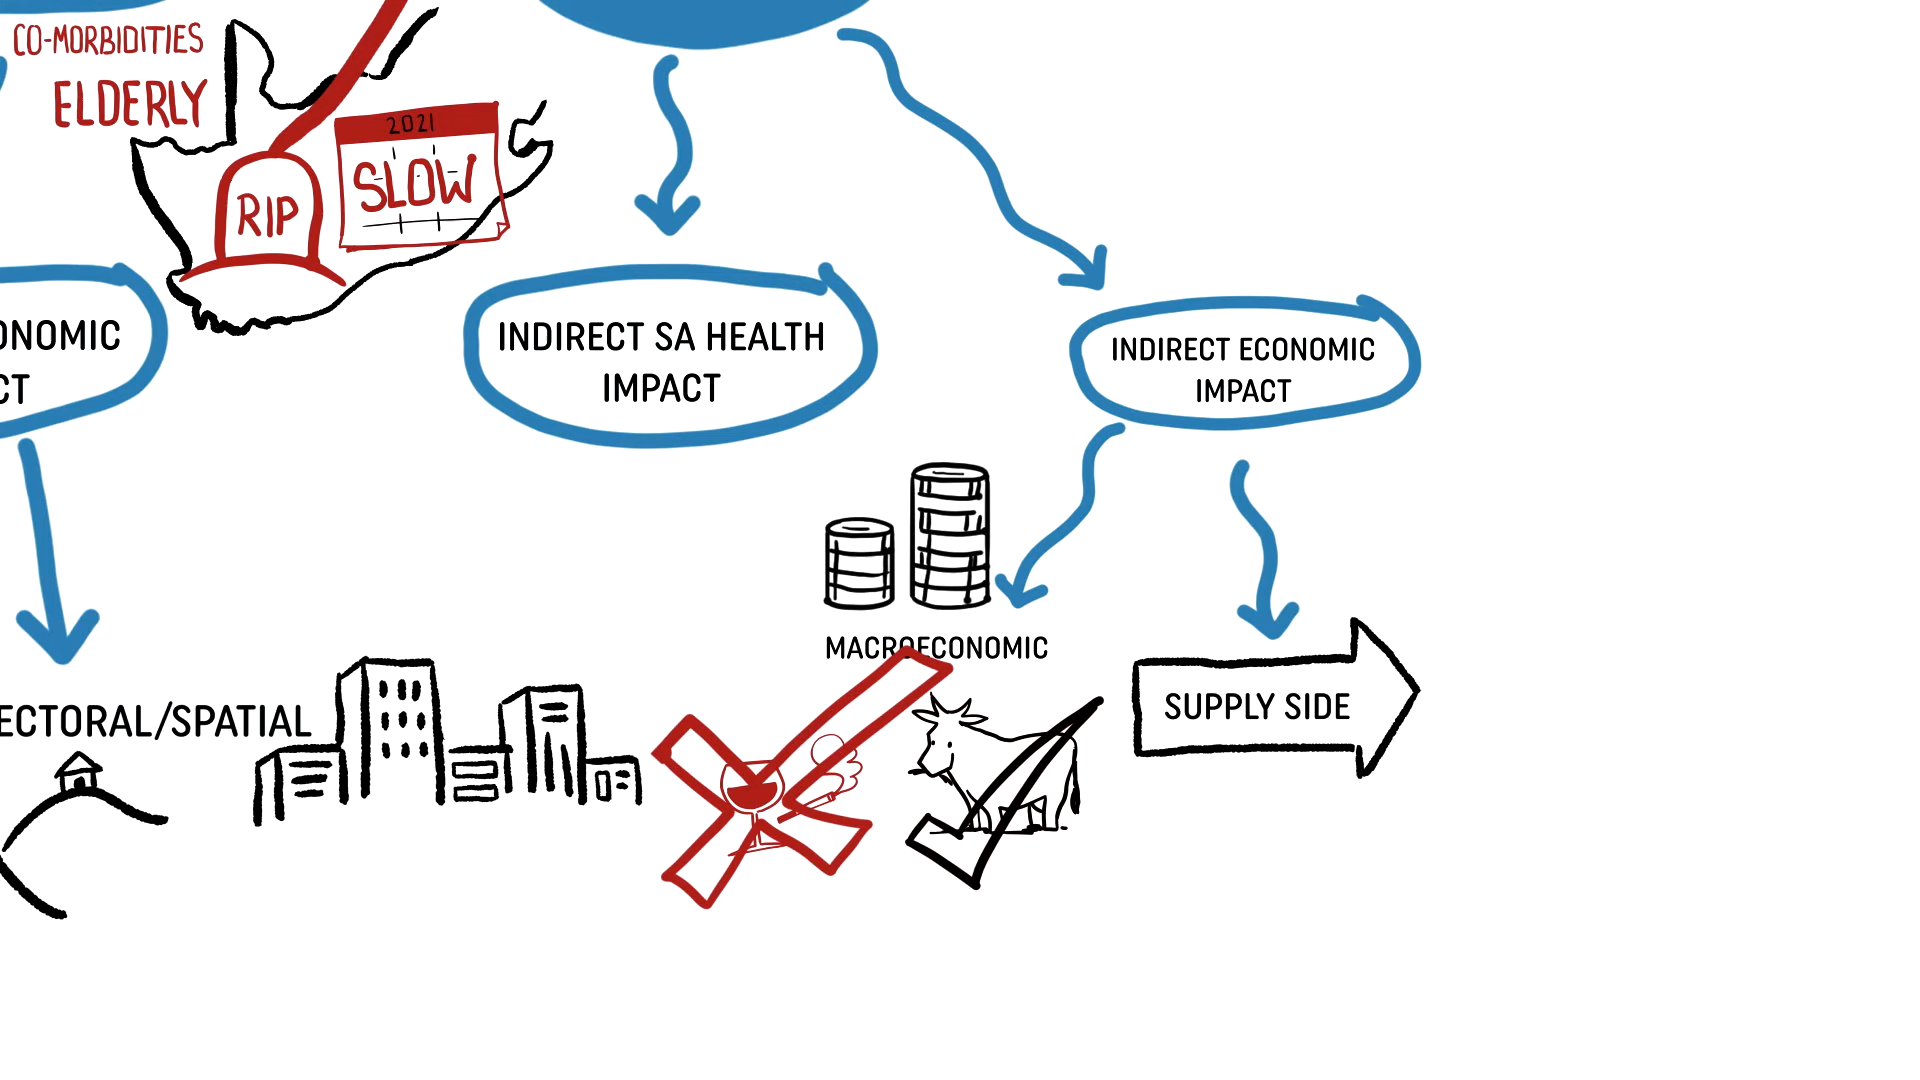 CO-MORBIDITIES
ELDERLY
2021
SLOW
RIP
INDIRECT SA HEALTH
IMPACT
INDIRECT ECONOMIC
IMPACT
MACROECONOMIC
SUPPLY SIDE
ECTORAL/SPATIAL
ONOMIC
CT